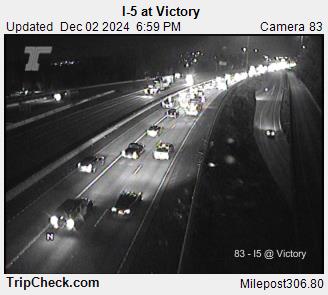 I-5 at Victory
Updated Dec 02 2024 6:59 PM Camera 83
T
N
83 - I5 @ Victory
TripCheck.com Milepost306.80